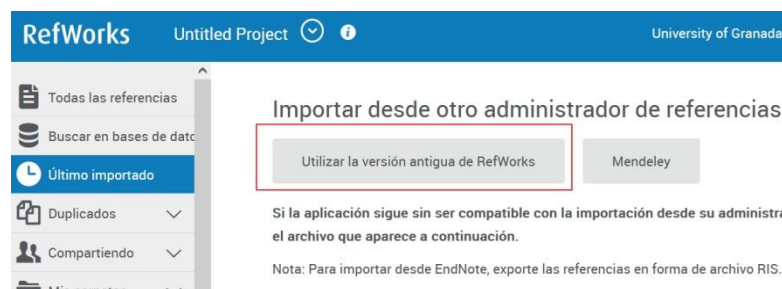 RefWorks Untitled Project University of Granada
Todas las referencias
Buscar en bases de datc
Último importado
Duplicados
Compartiendo
Importar desde otro administrador de referencias
Utilizar la versión antigua de RefWorks Mendeley
Si la aplicación sigue sin ser compatible con la importación desde su administra
el archivo que aparece a continuación.
Nota: Para importar desde EndNote, exporte las referencias en forma de archivo RIS.